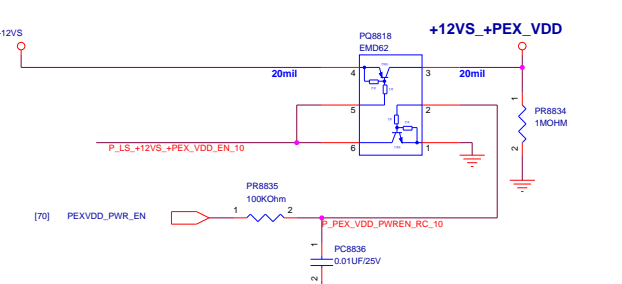 +12VS_+PEX_VDD
-12VS
PQ8818
EMD62
20mil
4
3
20mil
5
2
1
PR8834
1MOHM
2
P_LS_+12VS_+PEX_VDD_EN_10
6
1
PR8835
100KOhm
[70]
PEXVDD_PWR_EN
1
2
P_PEX_VDD_PWREN_RC_10
1
PC8836
0.01UF/25V
2